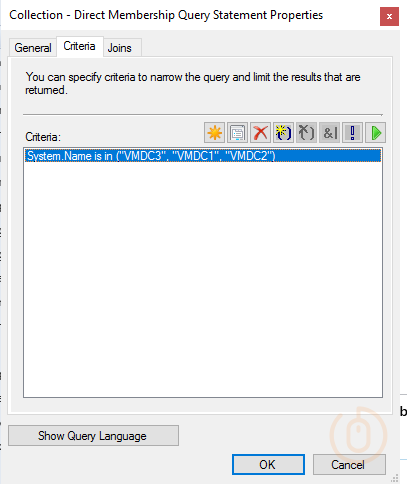 Collection - Direct Membership Query Statement Properties
x
General Criteria Joins
You can specify criteria to narrow the query and limit the results that are
returned.
Criteria:
&|
!
System.Name is in ("VMDC3", "VMDC1", "VMDC2")
b
Show Query Language
OK Cancel